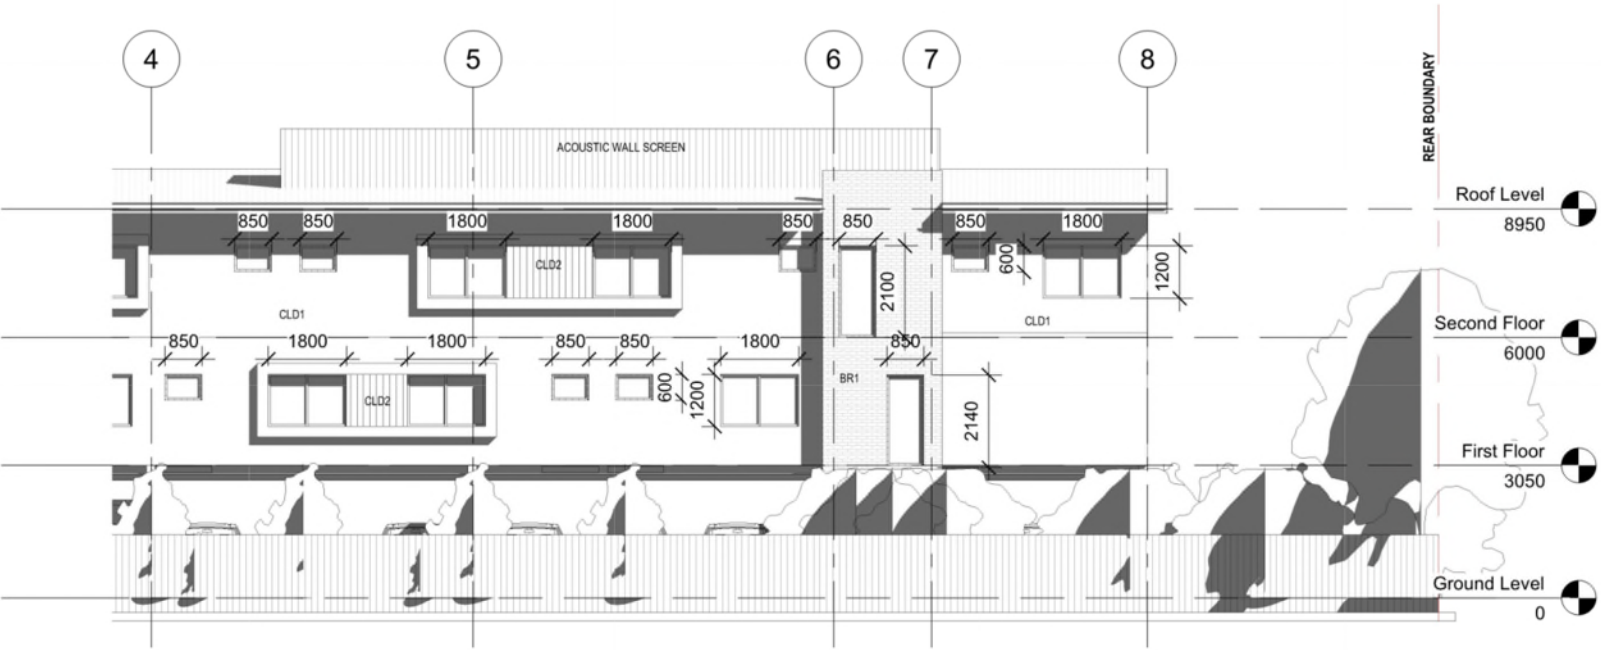 4 5 6 7 8
REAR BOUNDARY
ACOUSTIC WALL SCREEN
Roof Level
8950
850 850 1800 1800 850 850 850 1800
CLD2
600
1200
2100
CLD1
CLD1
Second Floor
6000
850 1800 1800 850 850 1800 850
BR1
600
1200
CLD2
2140
First Floor
3050
Ground Level
0